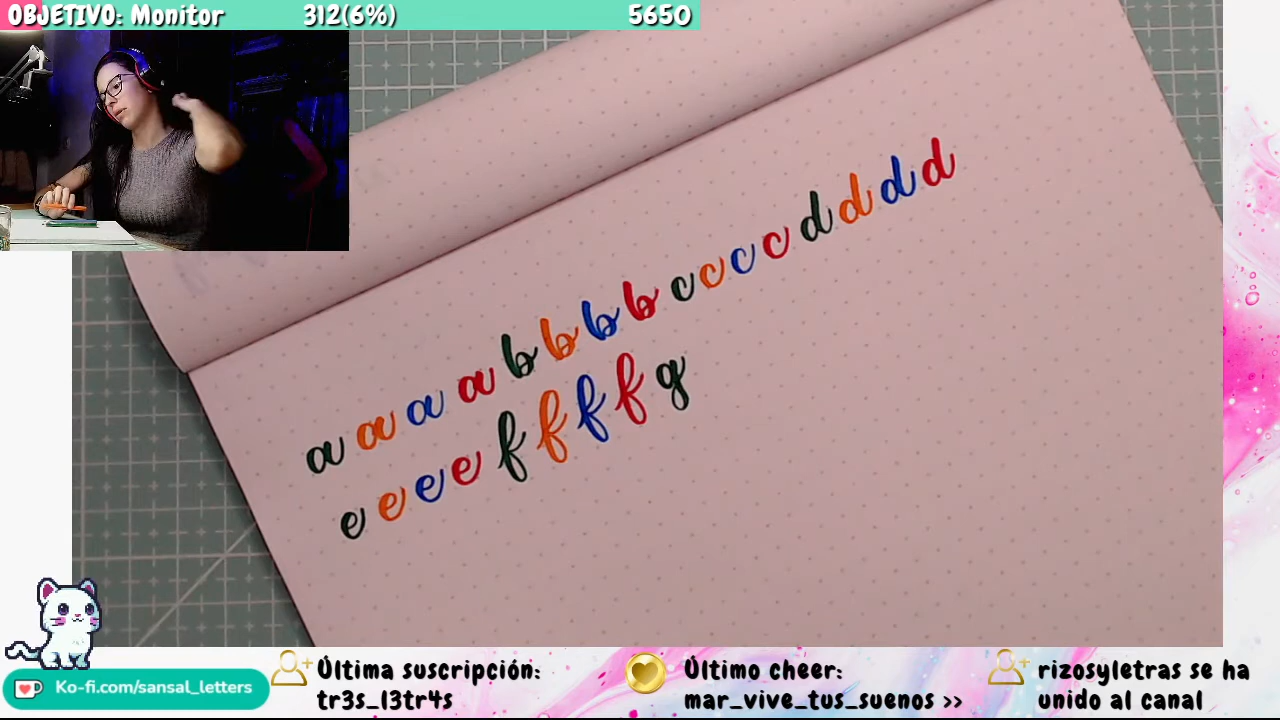 OBJETIVO: Monitor 312(6%) 5650
a a a a b b b b c c c c d d d d
e e e e f f f f g
Ko-fi.com/sansal_letters
Última suscripción:
tr3s_l3tr4s
Último cheer:
mar_vive_tus_suenos >>
rizosyletras se ha
unido al canal